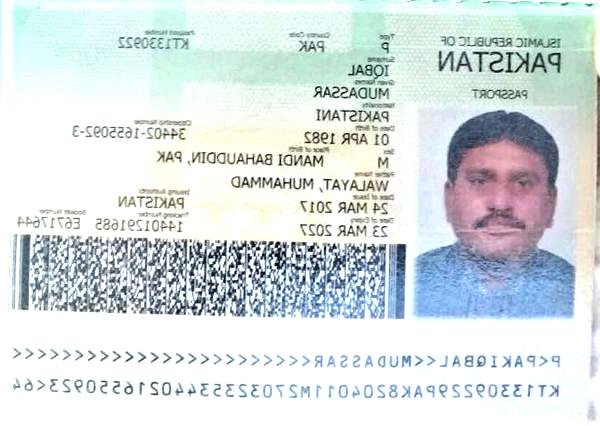 ISLAMIC REPUBLIC OF
PAKISTAN
PASSPORT
Type Country Code Passport Number
P PAK KT1330922
Surname
IQBAL
Given Names
MUDASSAR
Nationality Citizenship Number
PAKISTANI 34402-1655092-3
Date of Birth
01 APR 1982
Sex Place of Birth
M MANDI BAHAUDDIN, PAK
Father Name
WALAYAT, MUHAMMAD
Date of Issue Issuing Authority
24 MAR 2017 PAKISTAN
Date of Expiry Tracking Number Booklet Number
23 MAR 2027 14401291685 E6717644
P<PAKIQBAL<<MUDASSAR<<<<<<<<<<<<<<<<<<<<<<<<
KT13309229PAK8204011M27032353440216550923<64